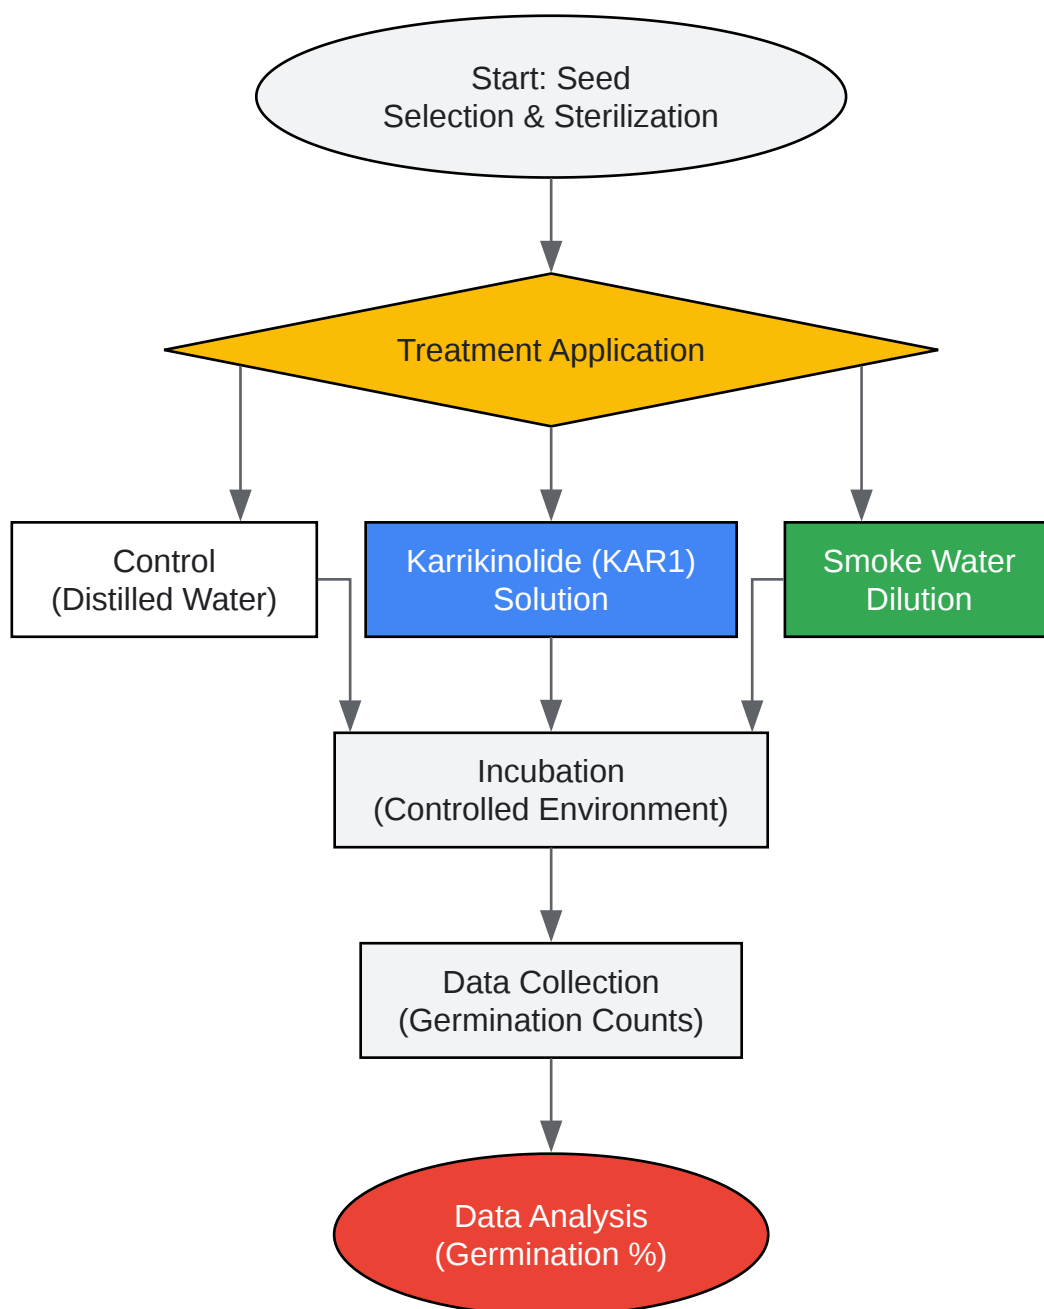 Start: Seed
Selection & Sterilization
Treatment Application
Control
(Distilled Water)
Karrikinolide (KAR1)
Solution
Smoke Water
Dilution
Incubation
(Controlled Environment)
Data Collection
(Germination Counts)
Data Analysis
(Germination %)